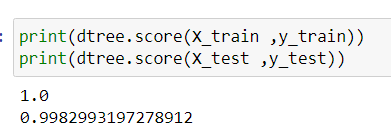 :
print(dtree.score(X_train ,y_train))
print(dtree.score(X_test ,y_test))
1.0
0.9982993197278912